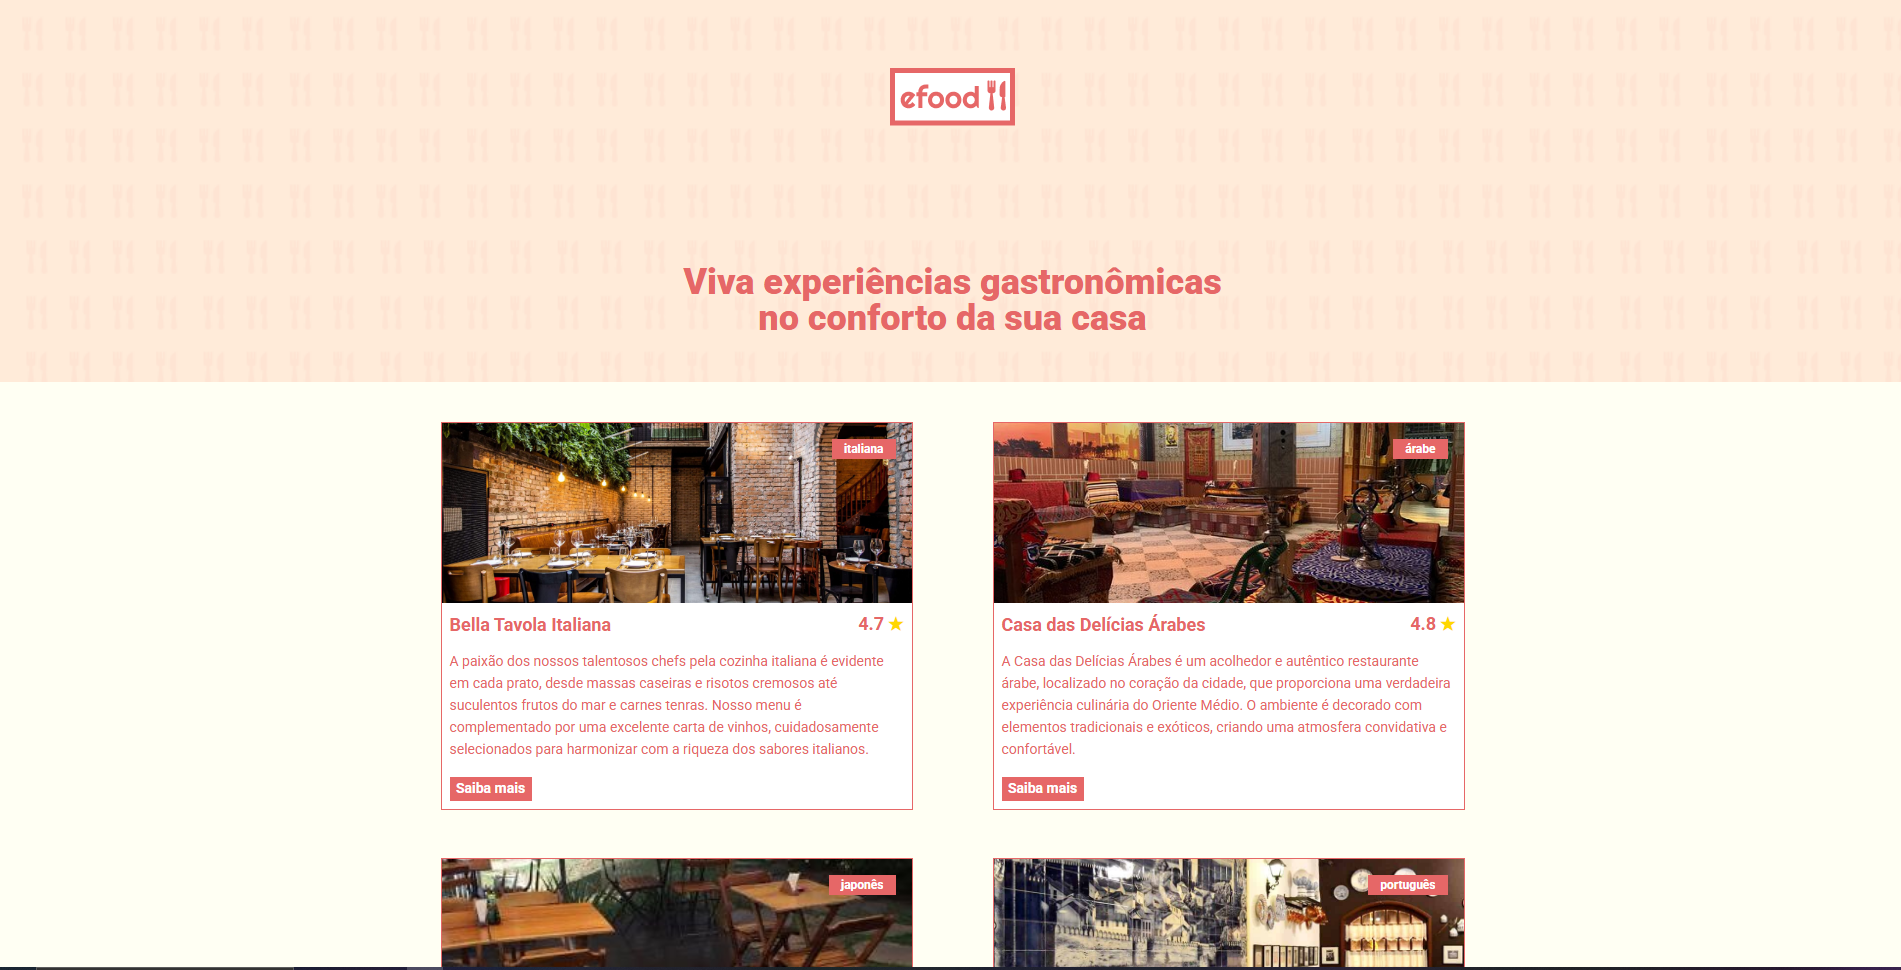 efood
Viva experiências gastronômicas
no conforto da sua casa
italiana
Bella Tavola Italiana
4.7
A paixão dos nossos talentosos chefs pela cozinha italiana é evidente
em cada prato, desde massas caseiras e risotos cremosos até
suculentos frutos do mar e carnes tenras. Nosso menu é
complementado por uma excelente carta de vinhos, cuidadosamente
selecionados para harmonizar com a riqueza dos sabores italianos.
Saiba mais
árabe
Casa das Delícias Árabes
4.8
A Casa das Delícias Árabes é um acolhedor e autêntico restaurante
árabe, localizado no coração da cidade, que proporciona uma verdadeira
experiência culinária do Oriente Médio. O ambiente é decorado com
elementos tradicionais e exóticos, criando uma atmosfera convidativa e
confortável.
Saiba mais
japonês
português